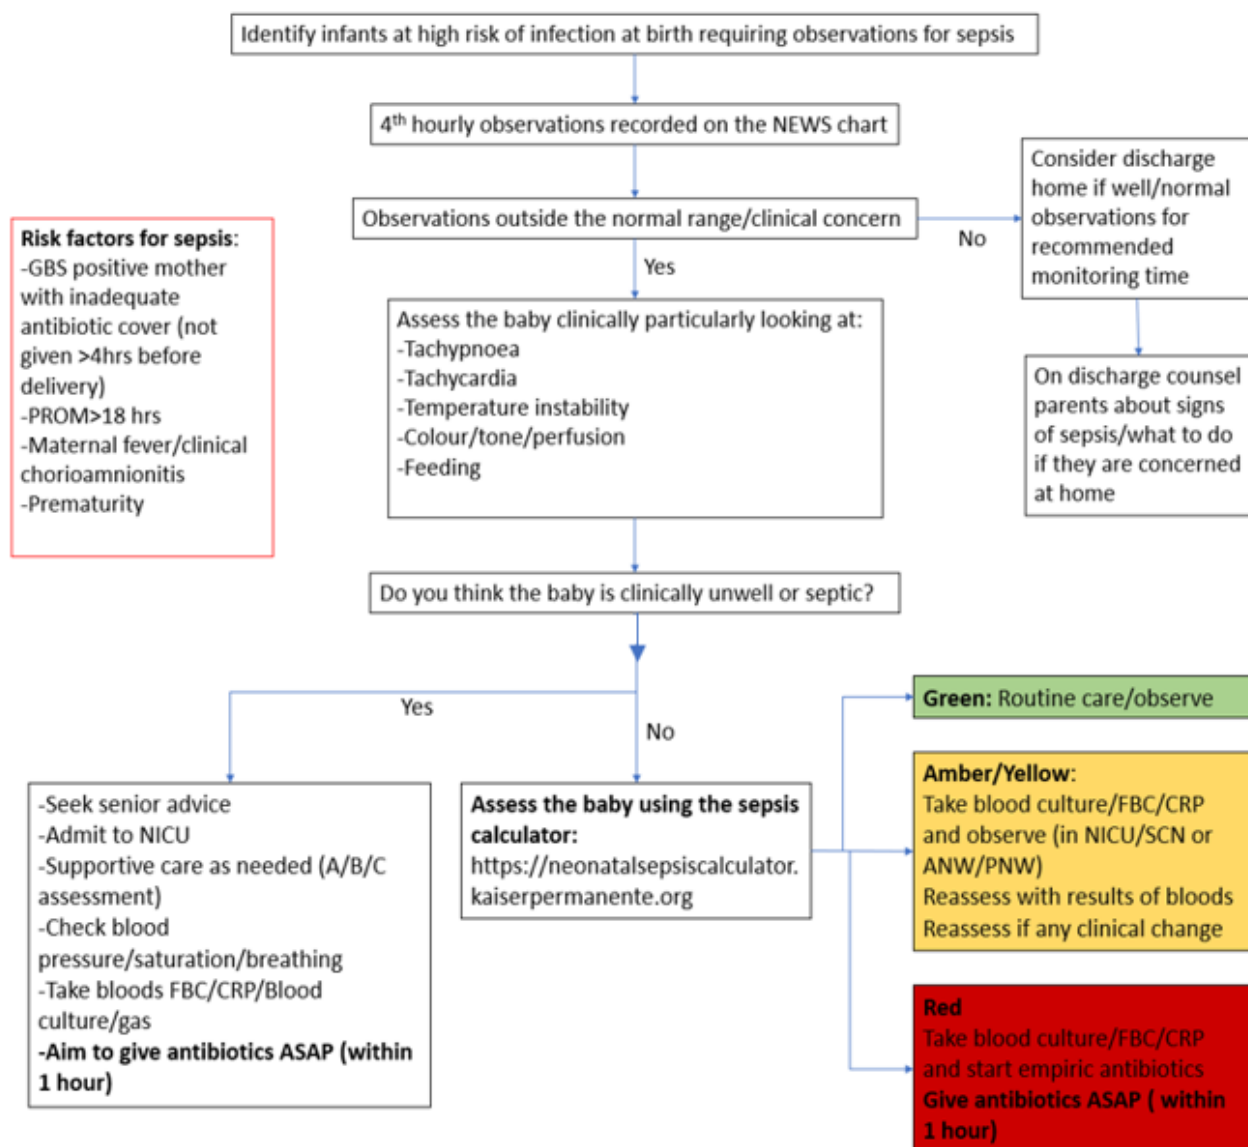 Identify infants at high risk of infection at birth requiring observations for sepsis
4th hourly observations recorded on the NEWS chart
Observations outside the normal range/clinical concern
No
Consider discharge
home if well/normal
observations for
recommended
monitoring time
On discharge counsel
parents about signs
of sepsis/what to do
if they are concerned
at home
Risk factors for sepsis:
-GBS positive mother
with inadequate
antibiotic cover (not
given >4hrs before
delivery)
-PROM>18 hrs
-Maternal fever/clinical
chorioamnionitis
-Prematurity
Yes
Assess the baby clinically particularly looking at:
-Tachypnoea
-Tachycardia
-Temperature instability
-Colour/tone/perfusion
-Feeding
Do you think the baby is clinically unwell or septic?
Yes
No
-Seek senior advice
-Admit to NICU
-Supportive care as needed (A/B/C
assessment)
-Check blood
pressure/saturation/breathing
-Take bloods FBC/CRP/Blood
culture/gas
-Aim to give antibiotics ASAP (within
1 hour)
Assess the baby using the sepsis
calculator:
https://neonatalsepsiscalculator.
kaiserpermanente.org
Green: Routine care/observe
Amber/Yellow:
Take blood culture/FBC/CRP
and observe (in NICU/SCN or
ANW/PNW)
Reassess with results of bloods
Reassess if any clinical change
Red
Take blood culture/FBC/CRP
and start empiric antibiotics
Give antibiotics ASAP ( within
1 hour)